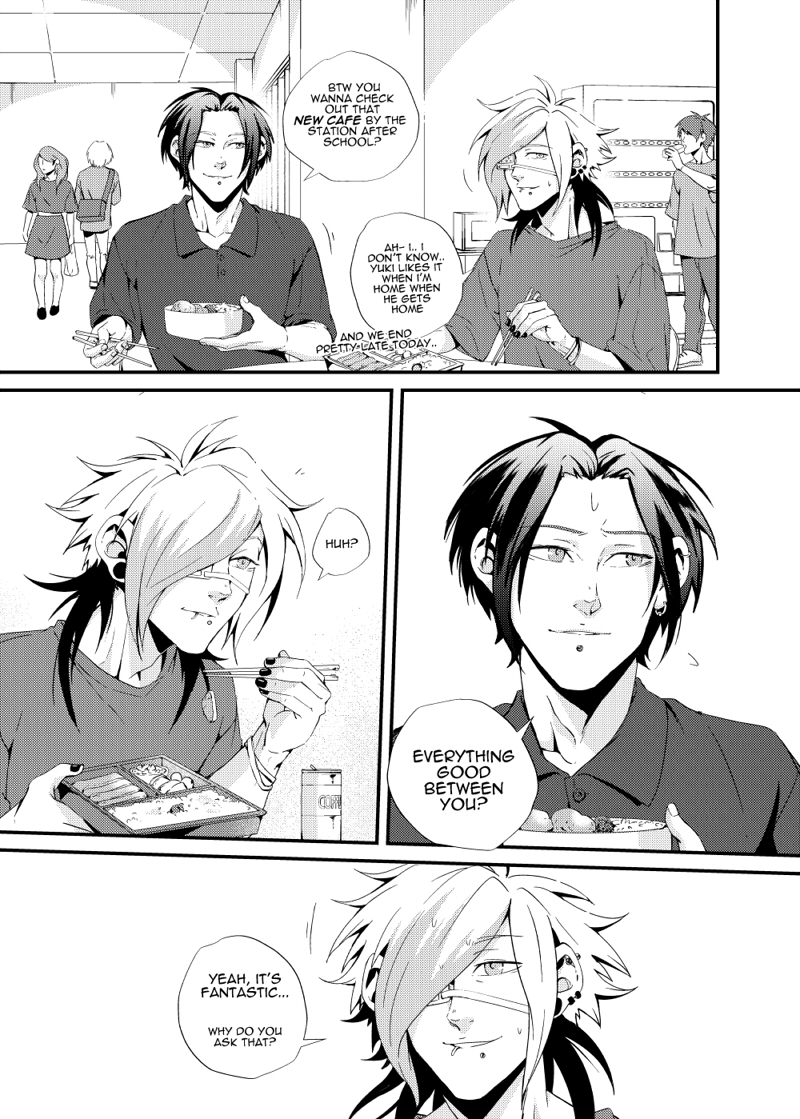 BTW YOU
WANNA CHECK
OUT THAT
NEW CAFE BY THE
STATION AFTER
SCHOOL?
AH- I.. I
DON'T KNOW..
YUKI LIKES IT
WHEN I'M
HOME WHEN
HE GETS
HOME
AND WE END
PRETTY LATE TODAY..
HUH?
EVERYTHING
GOOD
BETWEEN
YOU?
YEAH, IT'S
FANTASTIC...
WHY DO YOU
ASK THAT?